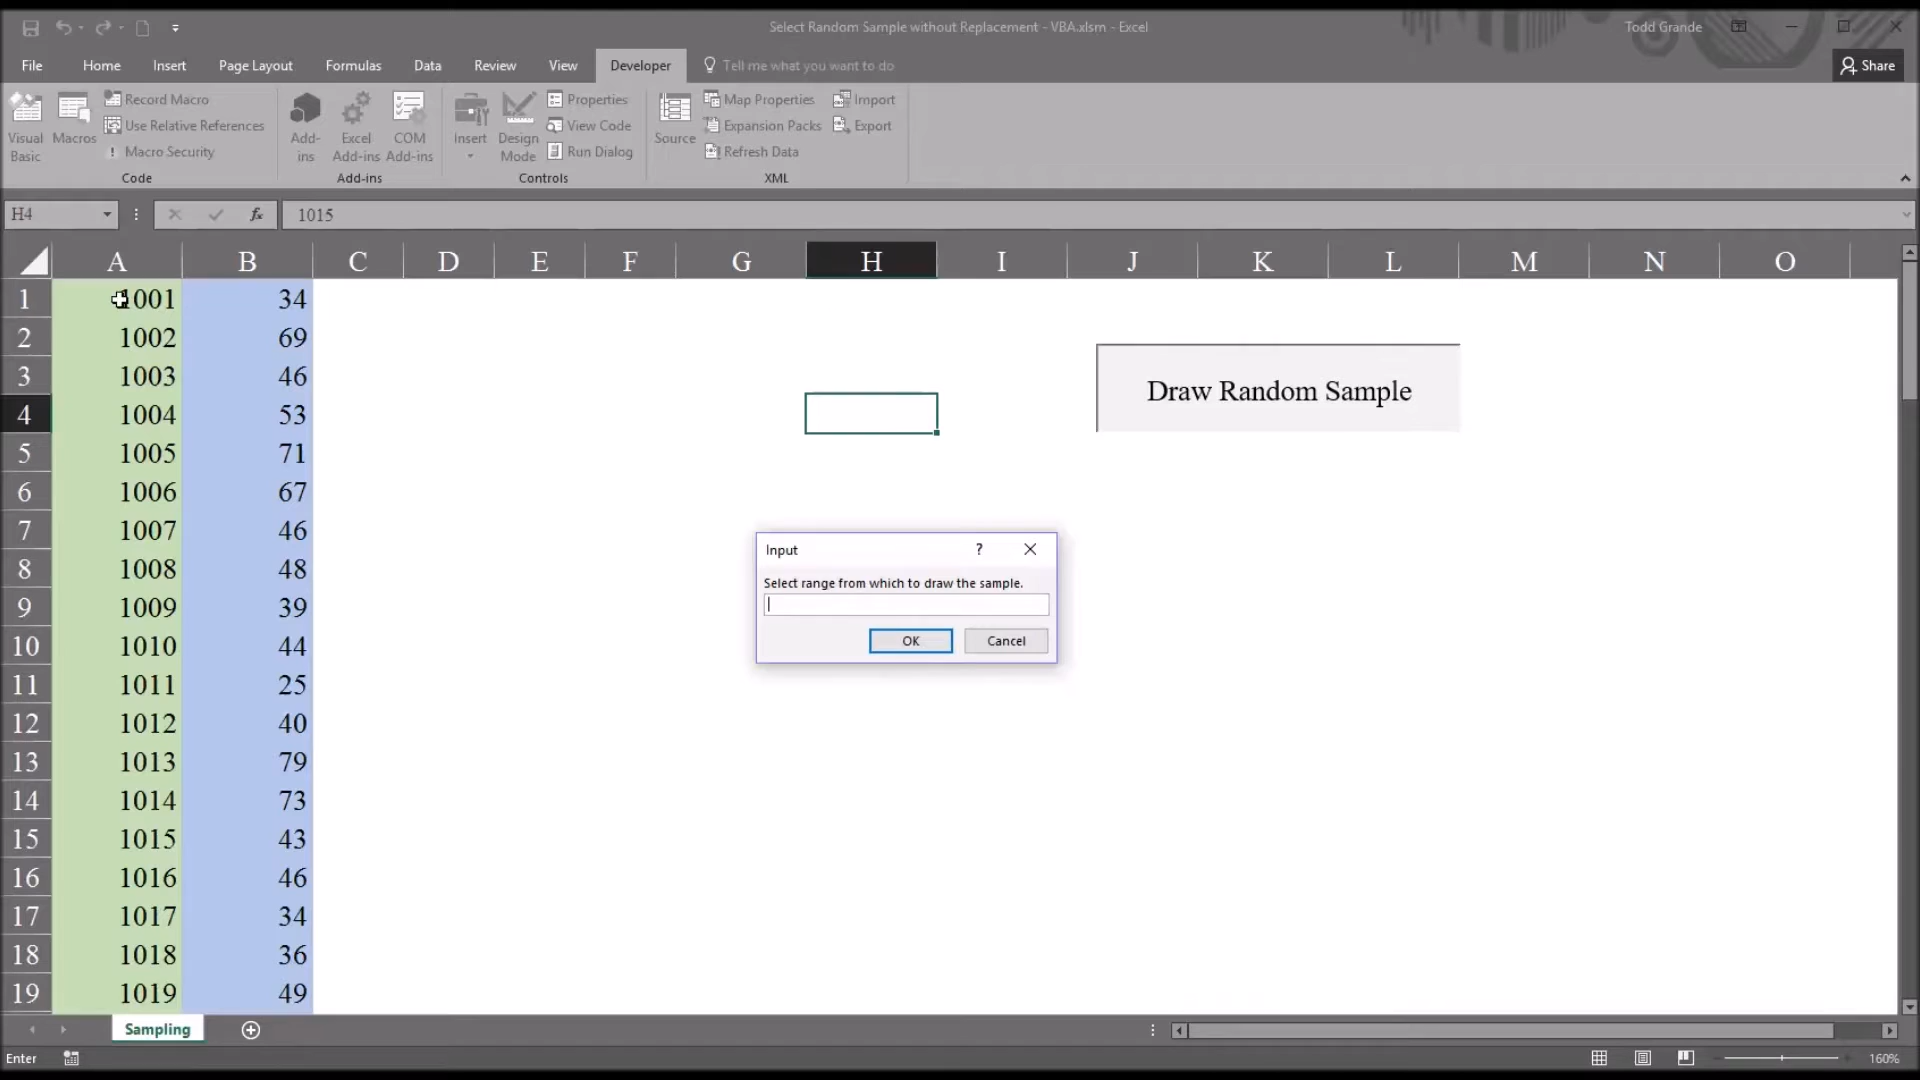 Select Random Sample without Replacement - VBA.xlsm - Excel
Todd Grande
File Home Insert Page Layout Formulas Data Review View Developer Tell me what you want to do Share
Visual Basic
Macros
Record Macro
Use Relative References
Macro Security
Code
Add-ins
Excel Add-ins
COM Add-ins
Add-ins
Insert
Design Mode
Properties
View Code
Run Dialog
Controls
Source
Map Properties
Expansion Packs
Refresh Data
Import
Export
XML
H4 fx 1015
A B C D E F G H I J K L M N O
1 1001 34
2 1002 69
3 1003 46
4 1004 53
5 1005 71
6 1006 67
7 1007 46
8 1008 48
9 1009 39
10 1010 44
11 1011 25
12 1012 40
13 1013 79
14 1014 73
15 1015 43
16 1016 46
17 1017 34
18 1018 36
19 1019 49
Draw Random Sample
Input ?
Select range from which to draw the sample.
OK Cancel
Sampling
Enter 160%